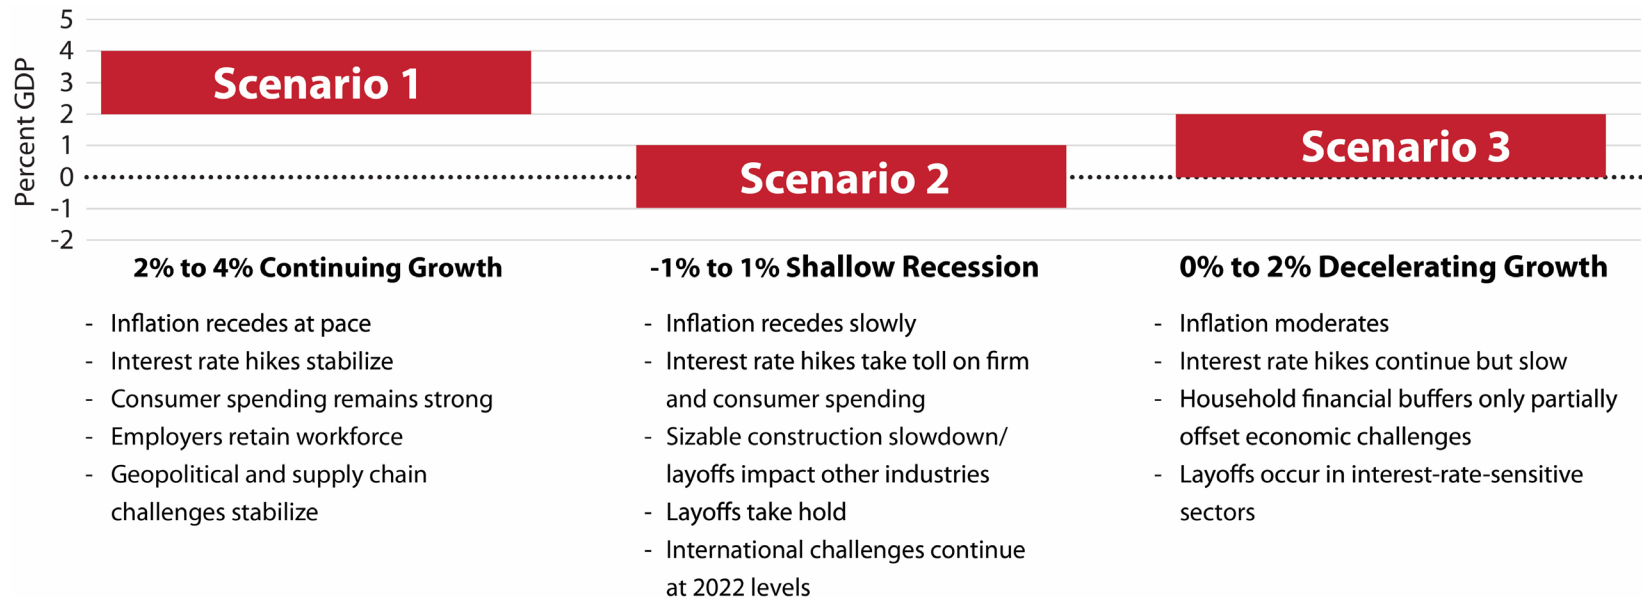 Percent GDP
5
4
3
2
1
0
-1
-2
Scenario 1
Scenario 2
Scenario 3
2% to 4% Continuing Growth
- Inflation recedes at pace
- Interest rate hikes stabilize
- Consumer spending remains strong
- Employers retain workforce
- Geopolitical and supply chain
challenges stabilize
-1% to 1% Shallow Recession
- Inflation recedes slowly
- Interest rate hikes take toll on firm
and consumer spending
- Sizable construction slowdown/
layoffs impact other industries
- Layoffs take hold
- International challenges continue
at 2022 levels
0% to 2% Decelerating Growth
- Inflation moderates
- Interest rate hikes continue but slow
- Household financial buffers only partially
offset economic challenges
- Layoffs occur in interest-rate-sensitive
sectors